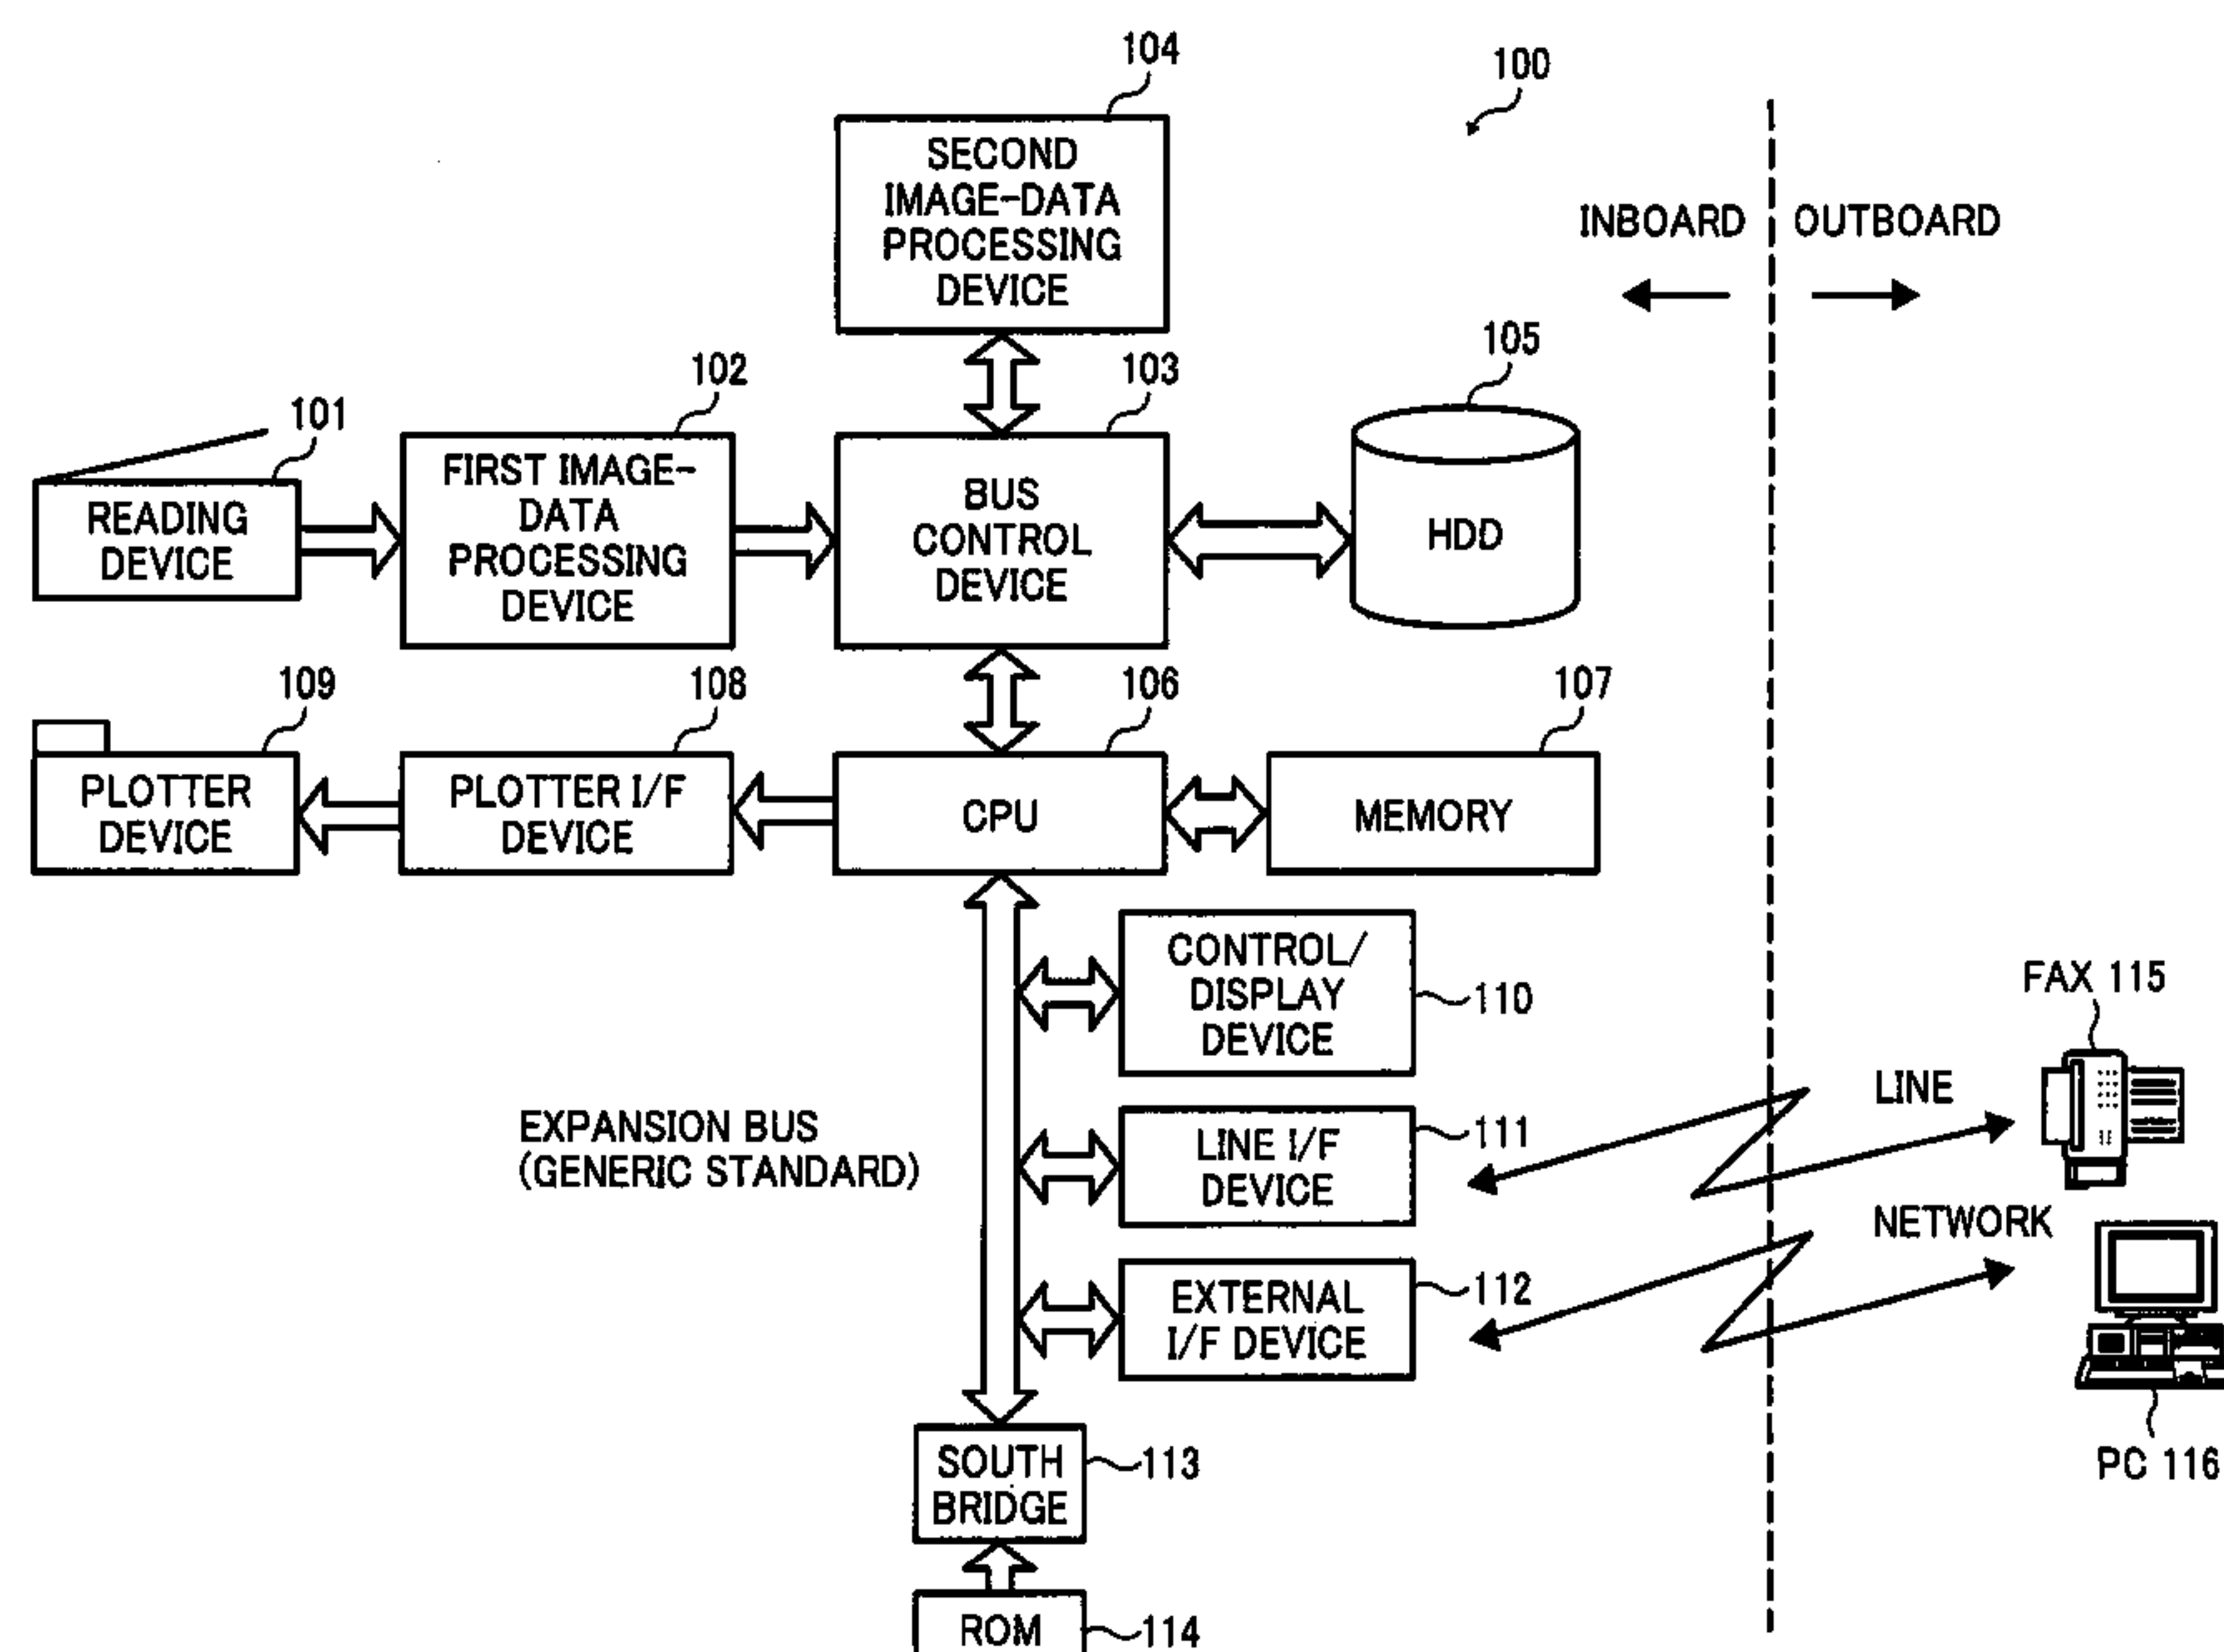 104
100
SECOND
IMAGE-DATA
PROCESSING
DEVICE
INBOARD
OUTBOARD
105
102
103
101
FIRST IMAGE-
DATA
PROCESSING
DEVICE
READING
DEVICE
BUS
CONTROL
DEVICE
HDD
109
108
106
107
PLOTTER
DEVICE
PLOTTER I/F
DEVICE
CPU
MEMORY
CONTROL/
DISPLAY
DEVICE
110
FAX 115
LINE
EXPANSION BUS
(GENERIC STANDARD)
LINE I/F
DEVICE
111
NETWORK
EXTERNAL
I/F DEVICE
112
SOUTH
BRIDGE
113
PC 116
ROM
114